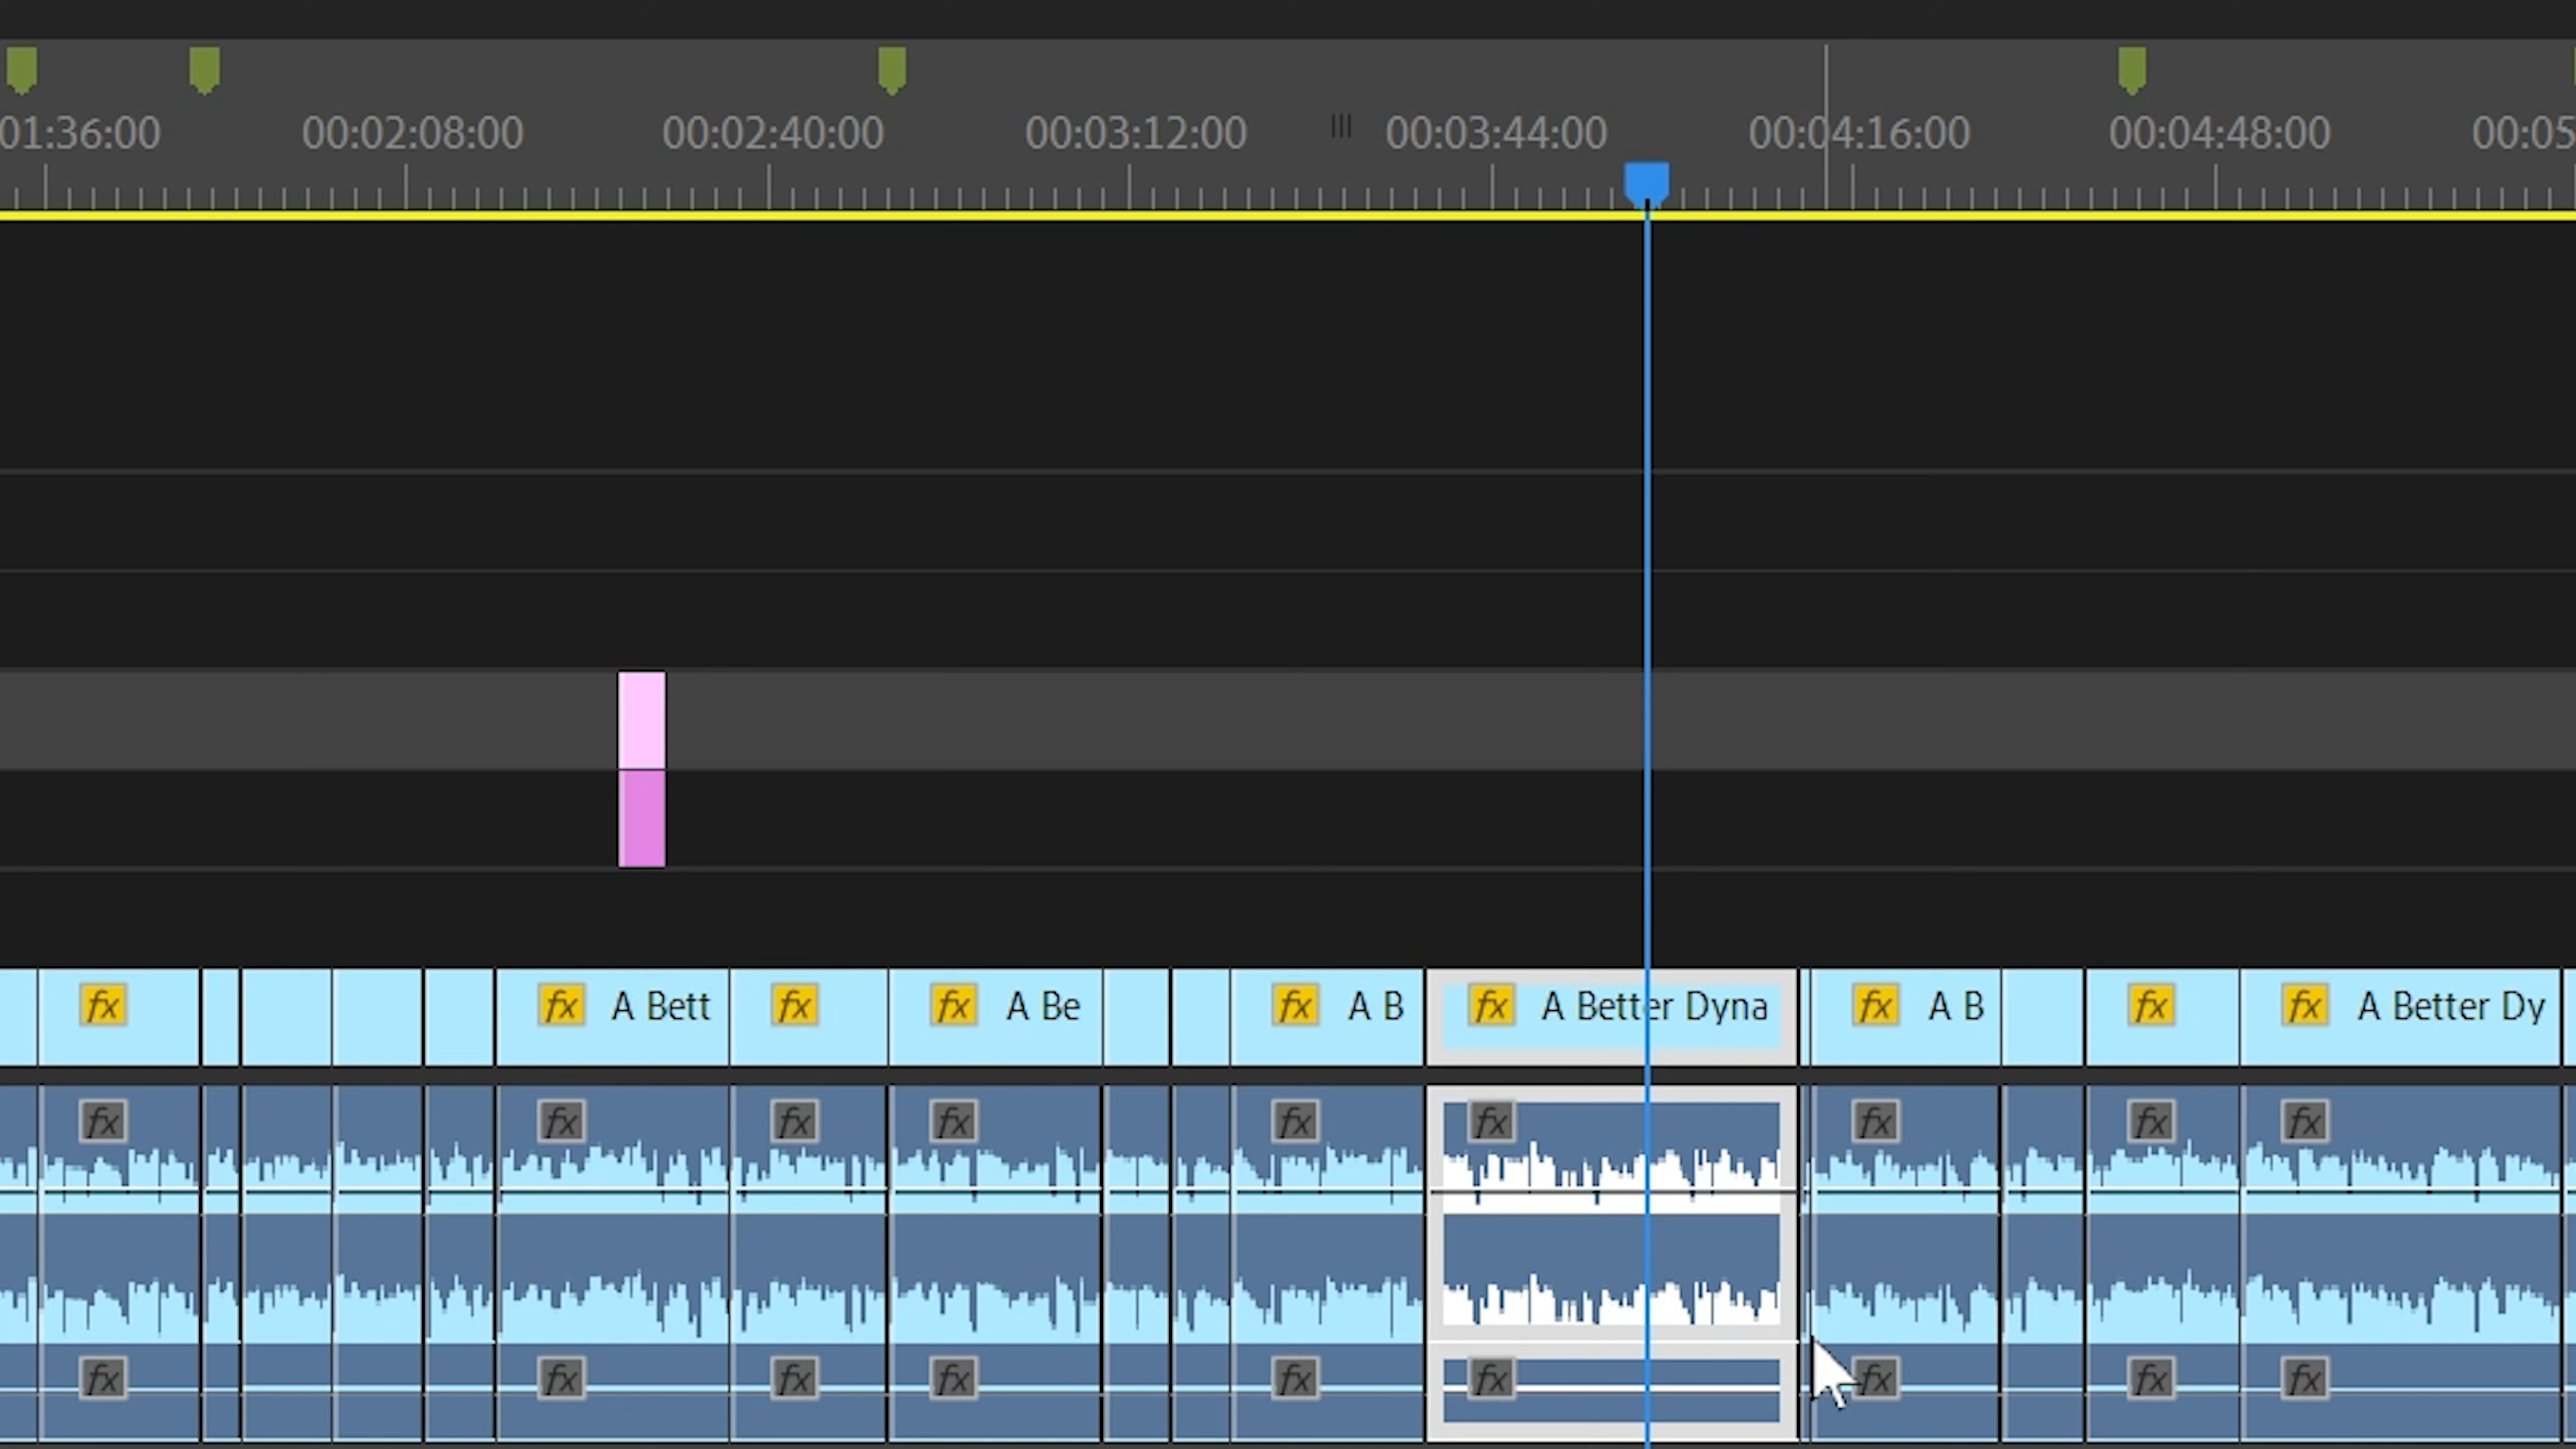 01:36:00 00:02:08:00 00:02:40:00 00:03:12:00 00:03:44:00 00:04:16:00 00:04:48:00 00:05
fx fx A Bett fx fx A Be fx A B fx A Better Dyna fx A B fx fx A Better Dy
fx fx fx fx fx fx fx fx fx
fx fx fx fx fx fx fx fx fx